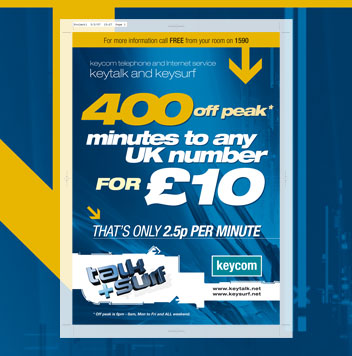 For more information call FREE from your room on 1590
keycom telephone and Internet service
keytalk and keysurf
400 off peak*
minutes to any
UK number
FOR £10
THAT'S ONLY 2.5p PER MINUTE
talk
+ surf
keycom
www.keytalk.net
www.keysurf.net
* Off peak is 6pm - 8am, Mon to Fri and ALL weekend.